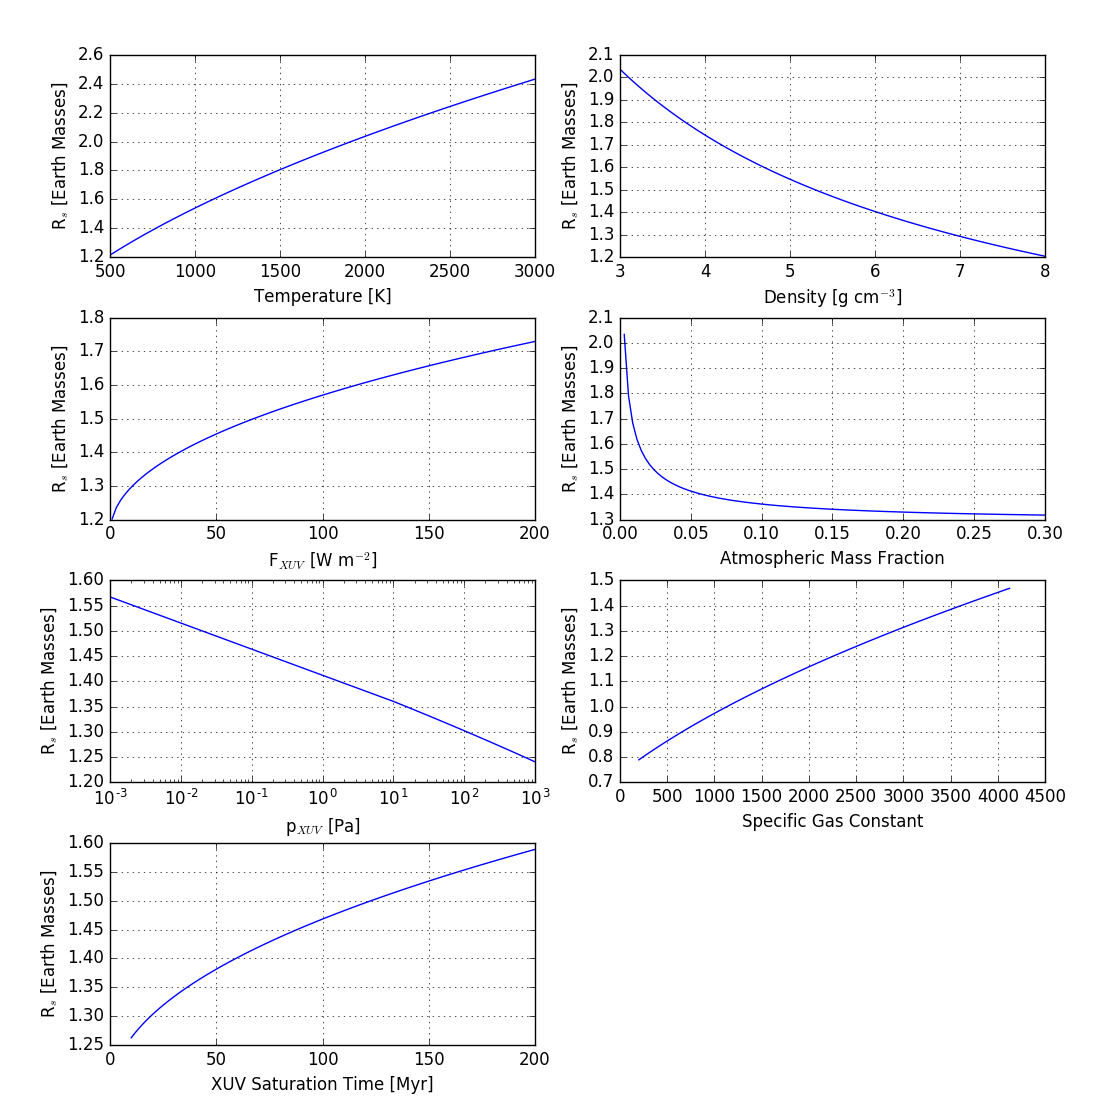 2.6
2.4
2.2
2.0
1.8
1.6
1.4
1.2
R_s [Earth Masses]
500 1000 1500 2000 2500 3000
Temperature [K]
2.1
2.0
1.9
1.8
1.7
1.6
1.5
1.4
1.3
1.2
R_s [Earth Masses]
3 4 5 6 7 8
Density [g cm^−3]
1.8
1.7
1.6
1.5
1.4
1.3
1.2
R_s [Earth Masses]
0 50 100 150 200
F_XUV [W m^−2]
2.1
2.0
1.9
1.8
1.7
1.6
1.5
1.4
1.3
R_s [Earth Masses]
0.00 0.05 0.10 0.15 0.20 0.25 0.30
Atmospheric Mass Fraction
1.60
1.55
1.50
1.45
1.40
1.35
1.30
1.25
1.20
R_s [Earth Masses]
10^-3 10^-2 10^-1 10^0 10^1 10^2 10^3
p_XUV [Pa]
1.5
1.4
1.3
1.2
1.1
1.0
0.9
0.8
0.7
R_s [Earth Masses]
0 500 1000 1500 2000 2500 3000 3500 4000 4500
Specific Gas Constant
1.60
1.55
1.50
1.45
1.40
1.35
1.30
1.25
R_s [Earth Masses]
0 50 100 150 200
XUV Saturation Time [Myr]